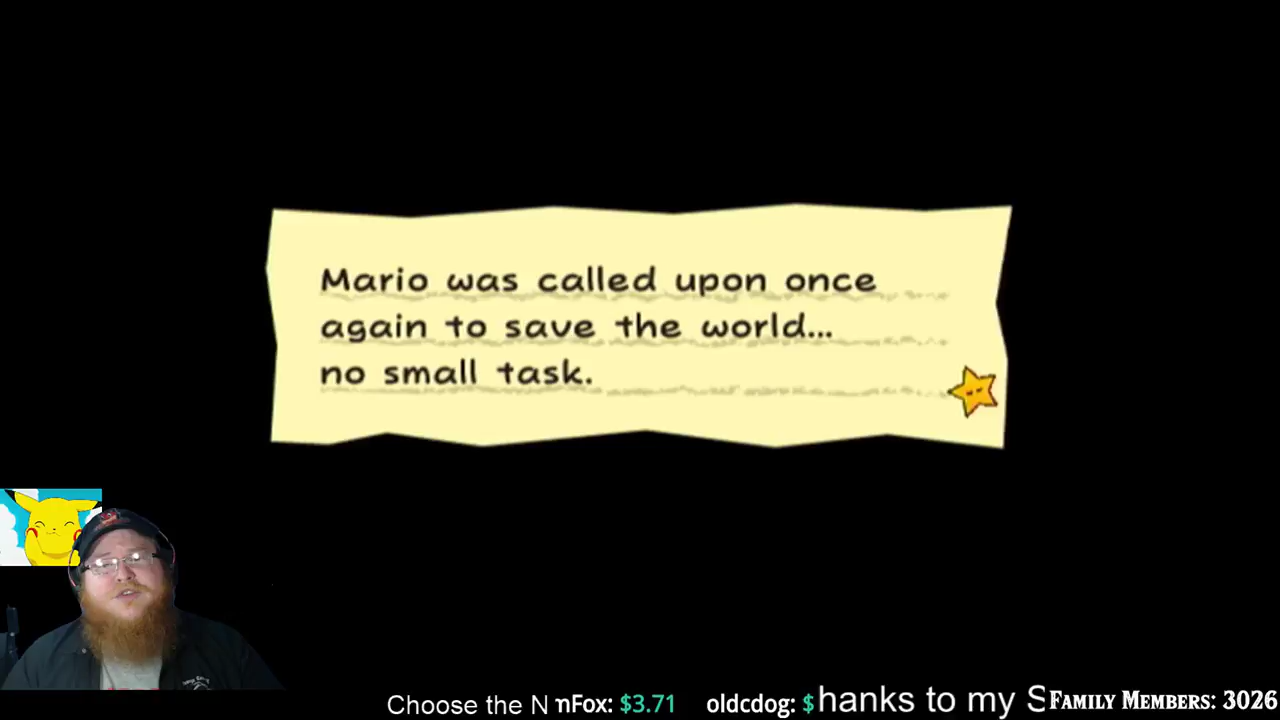 Mario was called upon once
again to save the world...
no small task.
Choose the N mFox: $3.71 oldcdog: $ hanks to my S FAMILY MEMBERS: 3026